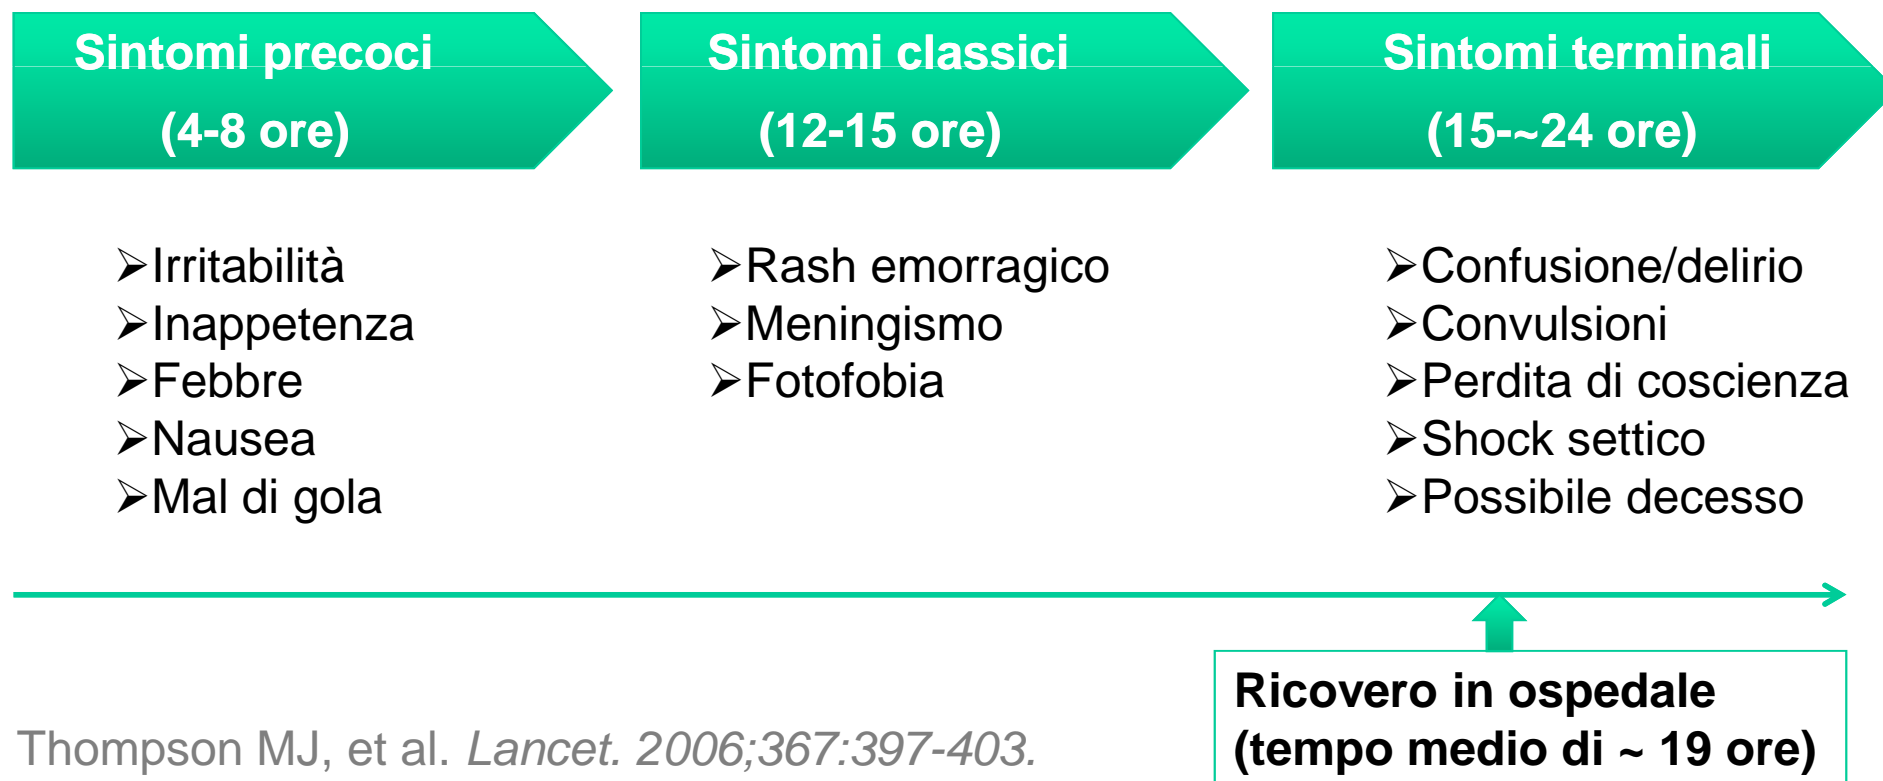 Sintomi precoci
(4-8 ore)
Sintomi classici
(12-15 ore)
Sintomi terminali
(15-~24 ore)
➢Irritabilità
➢Inappetenza
➢Febbre
➢Nausea
➢Mal di gola
➢Rash emorragico
➢Meningismo
➢Fotofobia
➢Confusione/delirio
➢Convulsioni
➢Perdita di coscienza
➢Shock settico
➢Possibile decesso
Ricovero in ospedale
(tempo medio di ~ 19 ore)
Thompson MJ, et al. Lancet. 2006;367:397-403.